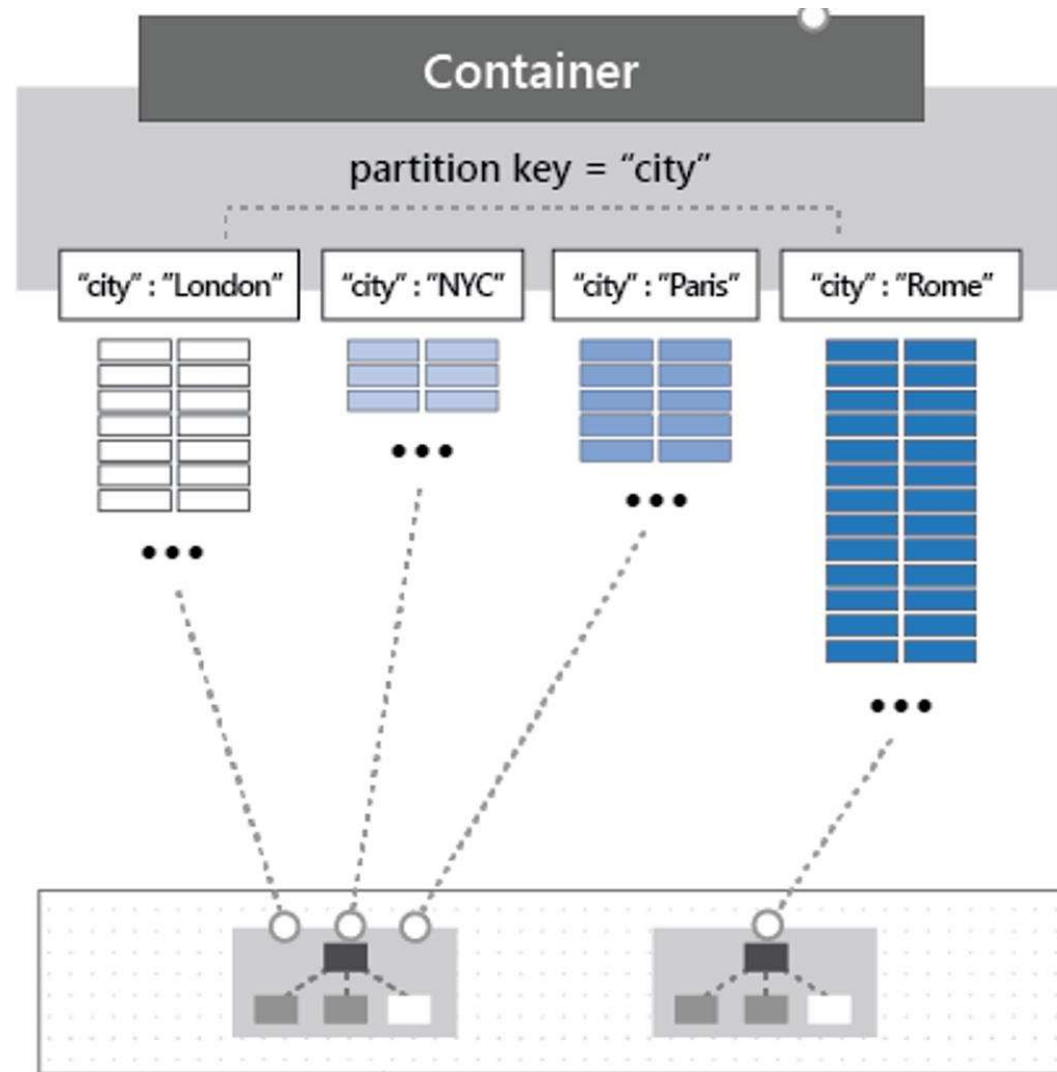 Container
partition key = “city”
“city” : “London”
“city” : “NYC”
“city” : “Paris”
“city” : “Rome”